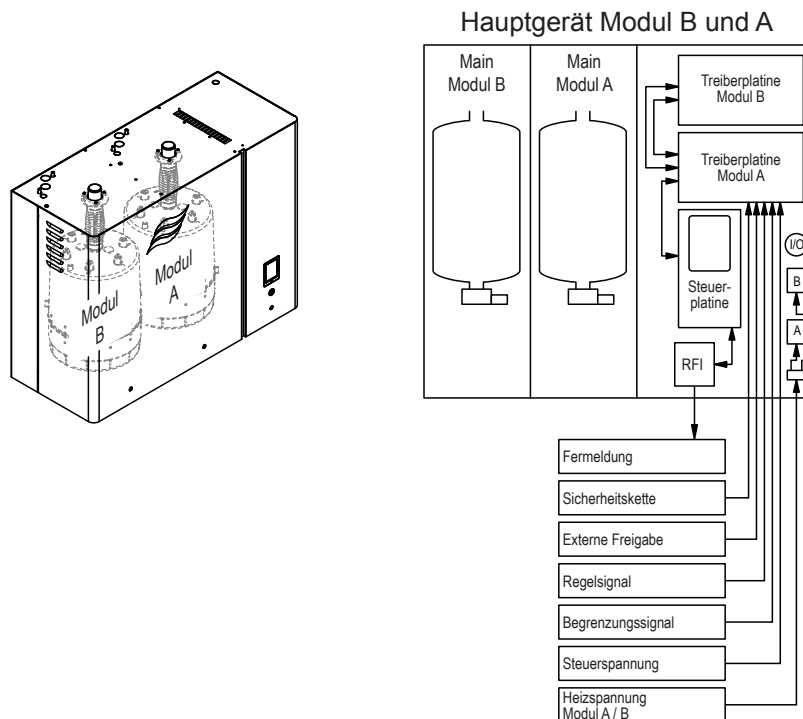 Hauptgerät Modul B und A
Main
Modul B
Main
Modul A
Treiberplatine
Modul B
Treiberplatine
Modul A
Steuer-
platine
I/O
B
A
RFI
Modul
A
Modul
B
Fermeldung
Sicherheitskette
Externe Freigabe
Regelsignal
Begrenzungssignal
Steuerspannung
Heizspannung
Modul A / B